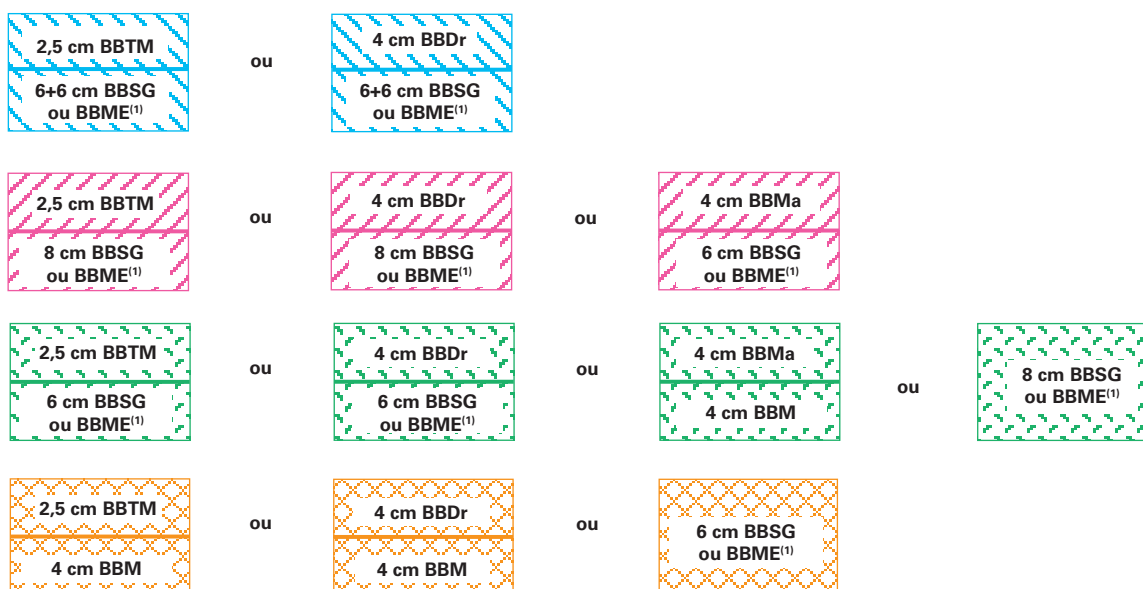 2,5 cm BBTM
6+6 cm BBSG
ou BBME(1)
ou
4 cm BBDr
6+6 cm BBSG
ou BBME(1)
2,5 cm BBTM
8 cm BBSG
ou BBME(1)
ou
4 cm BBDr
8 cm BBSG
ou BBME(1)
ou
4 cm BBMa
6 cm BBSG
ou BBME(1)
2,5 cm BBTM
6 cm BBSG
ou BBME(1)
ou
4 cm BBDr
6 cm BBSG
ou BBME(1)
ou
4 cm BBMa
4 cm BBM
ou
8 cm BBSG
ou BBME(1)
2,5 cm BBTM
4 cm BBM
ou
4 cm BBDr
4 cm BBM
ou
6 cm BBSG
ou BBME(1)